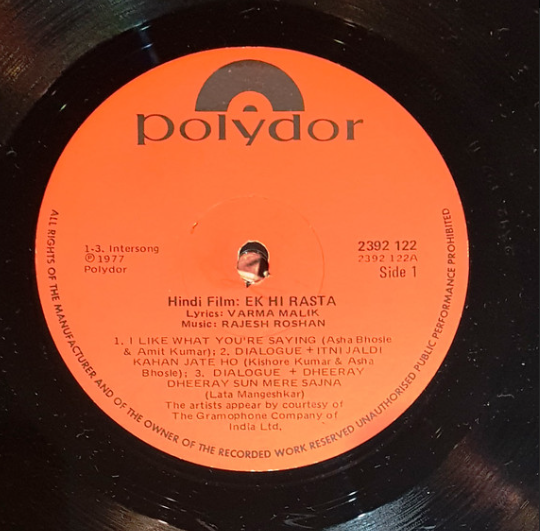 polydor
1-3. Intersong
℗ 1977
Polydor
2392 122
2392 122A
Side 1
Hindi Film: EK HI RASTA
Lyrics: VARMA MALIK
Music: RAJESH ROSHAN
1. I LIKE WHAT YOU'RE SAYING (Asha Bhosle
& Amit Kumar); 2. DIALOGUE + ITNI JALDI
KAHAN JATE HO (Kishore Kumar & Asha
Bhosle); 3. DIALOGUE + DHEERAY
DHEERAY SUN MERE SAJNA
(Lata Mangeshkar)
The artists appear by courtesy of
The Gramophone Company of
India Ltd.
ALL RIGHTS OF THE MANUFACTURER AND OF THE OWNER OF THE RECORDED WORK RESERVED UNAUTHORISED PUBLIC PERFORMANCE PROHIBITED